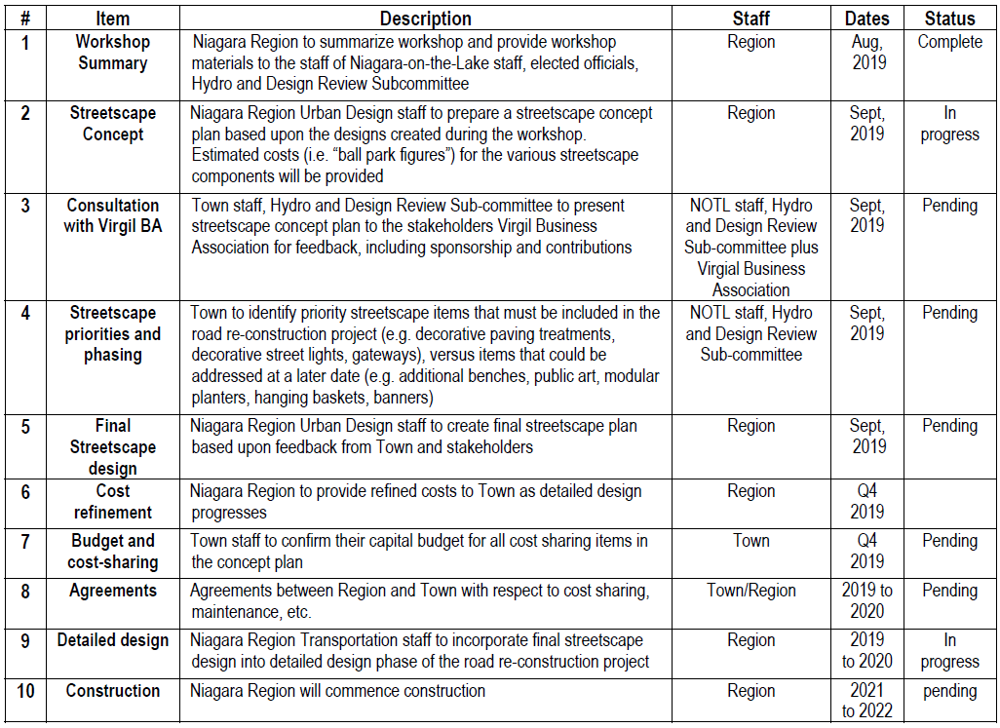 # Item Description Staff Dates Status
1 Workshop Niagara Region to summarize workshop and provide workshop Region Aug, Complete
Summary materials to the staff of Niagara-on-the-Lake staff, elected officials, 2019
Hydro and Design Review Subcommittee
2 Streetscape Niagara Region Urban Design staff to prepare a streetscape concept Region Sept, In
Concept plan based upon the designs created during the workshop. 2019 progress
Estimated costs (i.e. “ball park figures”) for the various streetscape
components will be provided
3 Consultation Town staff, Hydro and Design Review Sub-committee to present NOTL staff, Hydro Sept, Pending
with Virgil BA streetscape concept plan to the stakeholders Virgil Business and Design Review 2019
Association for feedback, including sponsorship and contributions Sub-committee plus
Virgial Business
Association
4 Streetscape Town to identify priority streetscape items that must be included in the NOTL staff, Hydro Sept, Pending
priorities and road re-construction project (e.g. decorative paving treatments, and Design Review 2019
phasing decorative street lights, gateways), versus items that could be Sub-committee
addressed at a later date (e.g. additional benches, public art, modular
planters, hanging baskets, banners)
5 Final Niagara Region Urban Design staff to create final streetscape plan Region Sept, Pending
Streetscape based upon feedback from Town and stakeholders 2019
design
6 Cost Niagara Region to provide refined costs to Town as detailed design Region Q4
refinement progresses 2019
7 Budget and Town staff to confirm their capital budget for all cost sharing items in Town Q4 Pending
cost-sharing the concept plan 2019
8 Agreements Agreements between Region and Town with respect to cost sharing, Town/Region 2019 to Pending
maintenance, etc. 2020
9 Detailed design Niagara Region Transportation staff to incorporate final streetscape Region 2019 In
design into detailed design phase of the road re-construction project to 2020 progress
10 Construction Niagara Region will commence construction Region 2021 pending
to 2022